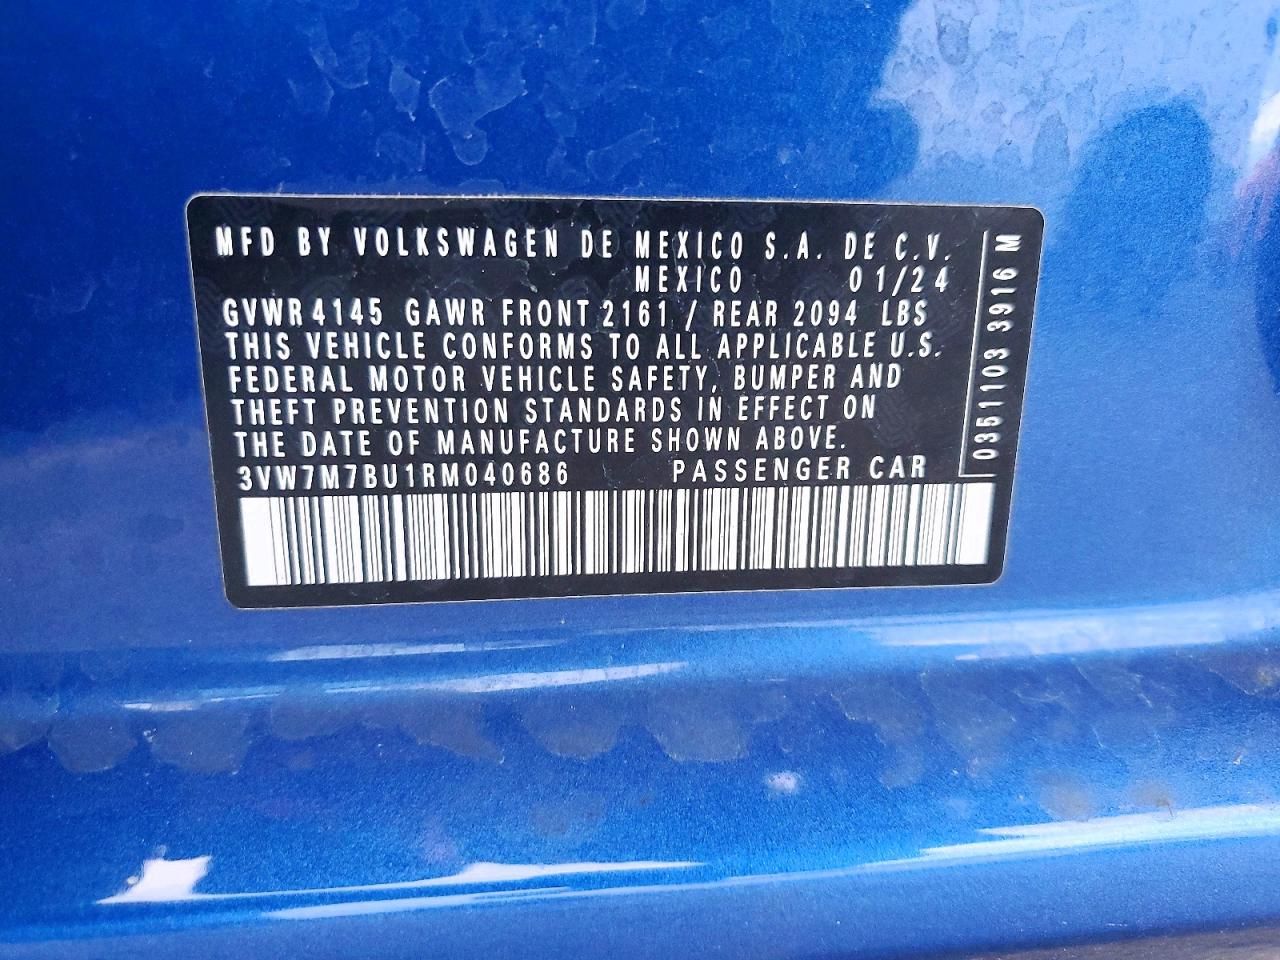 MFD BY VOLKSWAGEN DE MEXICO S.A. DE C.V.
MEXICO 01/24
GVWR 4145 GAWR FRONT 2161 / REAR 2094 LBS
THIS VEHICLE CONFORMS TO ALL APPLICABLE U.S.
FEDERAL MOTOR VEHICLE SAFETY, BUMPER AND
THEFT PREVENTION STANDARDS IN EFFECT ON
THE DATE OF MANUFACTURE SHOWN ABOVE.
3VW7M7BU1RM040686 PASSENGER CAR
0351103 3916 M